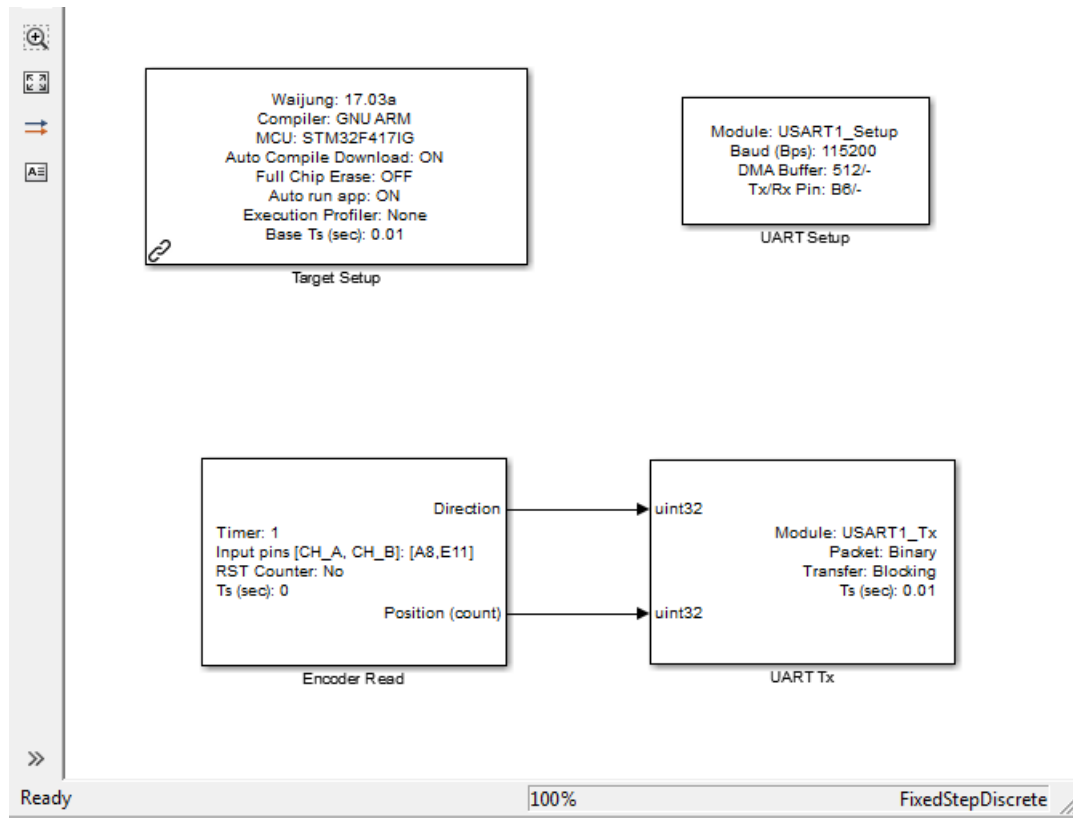 Waijung: 17.03a
Compiler: GNU ARM
MCU: STM32F417IG
Auto Compile Download: ON
Full Chip Erase: OFF
Auto run app: ON
Execution Profiler: None
Base Ts (sec): 0.01
Target Setup
Module: USART1_Setup
Baud (Bps): 115200
DMA Buffer: 512/-
Tx/Rx Pin: B6/-
UART Setup
Direction
Timer: 1
Input pins [CH_A, CH_B]: [A8,E11]
RST Counter: No
Ts (sec): 0
Position (count)
Encoder Read
uint32
Module: USART1_Tx
Packet: Binary
Transfer: Blocking
Ts (sec): 0.01
uint32
UART Tx
Ready
100%
FixedStepDiscrete